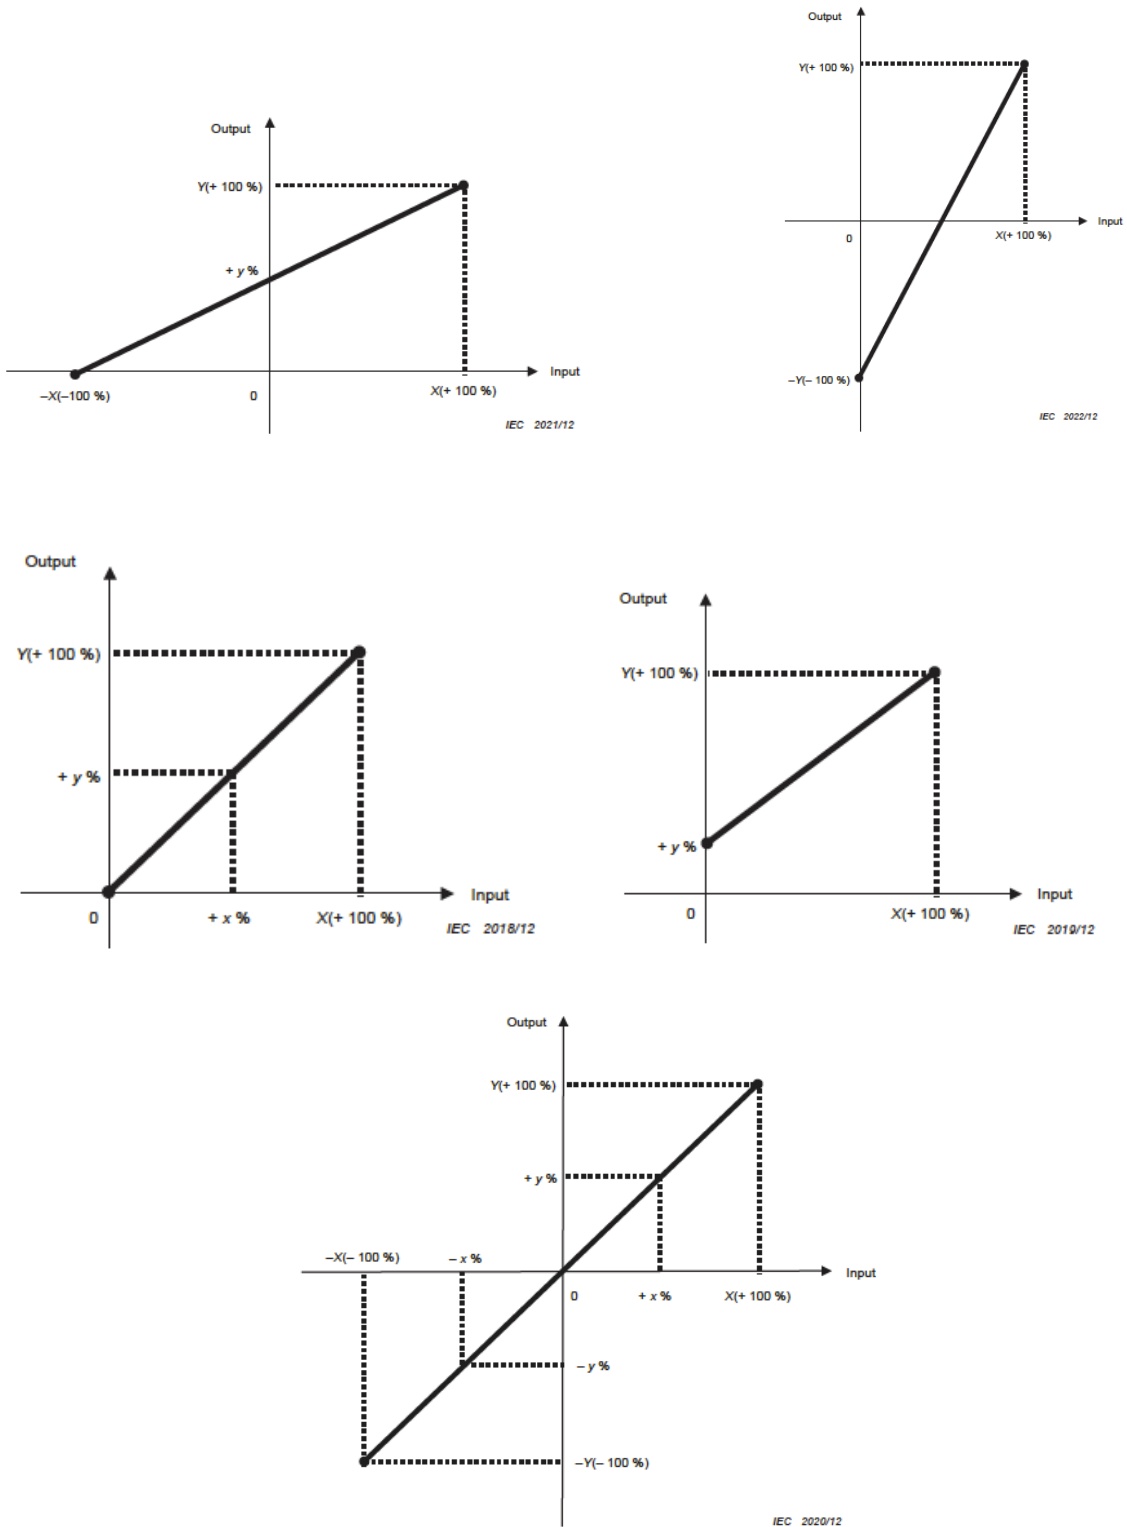 Output
Y(+ 100 %)
+ y %
Input
–X(–100 %)
0
X(+ 100 %)
IEC 2021/12
Output
Y(+ 100 %)
Input
0
X(+ 100 %)
–Y(– 100 %)
IEC 2022/12
Output
Y(+ 100 %)
+ y %
Input
0
+ x %
X(+ 100 %)
IEC 2018/12
Output
Y(+ 100 %)
+ y %
Input
0
X(+ 100 %)
IEC 2019/12
Output
Y(+ 100 %)
+ y %
–X(– 100 %)
– x %
Input
0
+ x %
X(+ 100 %)
– y %
–Y(– 100 %)
IEC 2020/12